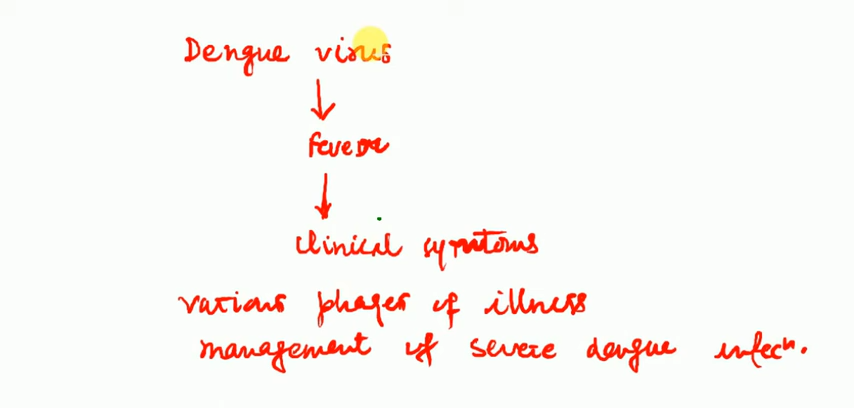 Dengue virus
fever
clinical symptoms
various phases of illness
management of severe dengue infecn.